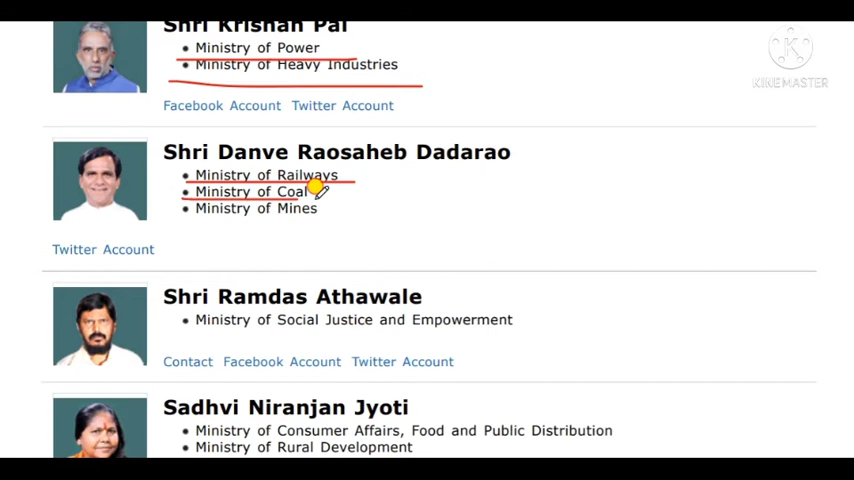 Shri Krishan Pal
Ministry of Power
Ministry of Heavy Industries
KINEMASTER
Facebook Account Twitter Account
Shri Danve Raosaheb Dadarao
Ministry of Railways
Ministry of Coal
Ministry of Mines
Twitter Account
Shri Ramdas Athawale
Ministry of Social Justice and Empowerment
Contact Facebook Account Twitter Account
Sadhvi Niranjan Jyoti
Ministry of Consumer Affairs, Food and Public Distribution
Ministry of Rural Development